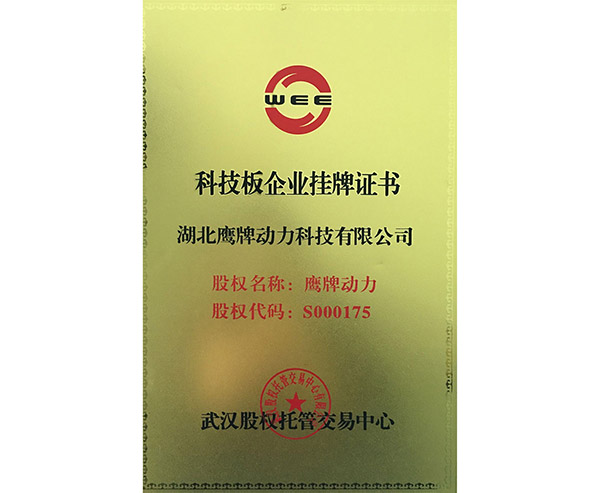 WEE
科技板企业挂牌证书
湖北鹰牌动力科技有限公司
股权名称：鹰牌动力
股权代码：S000175
武汉股权托管交易中心